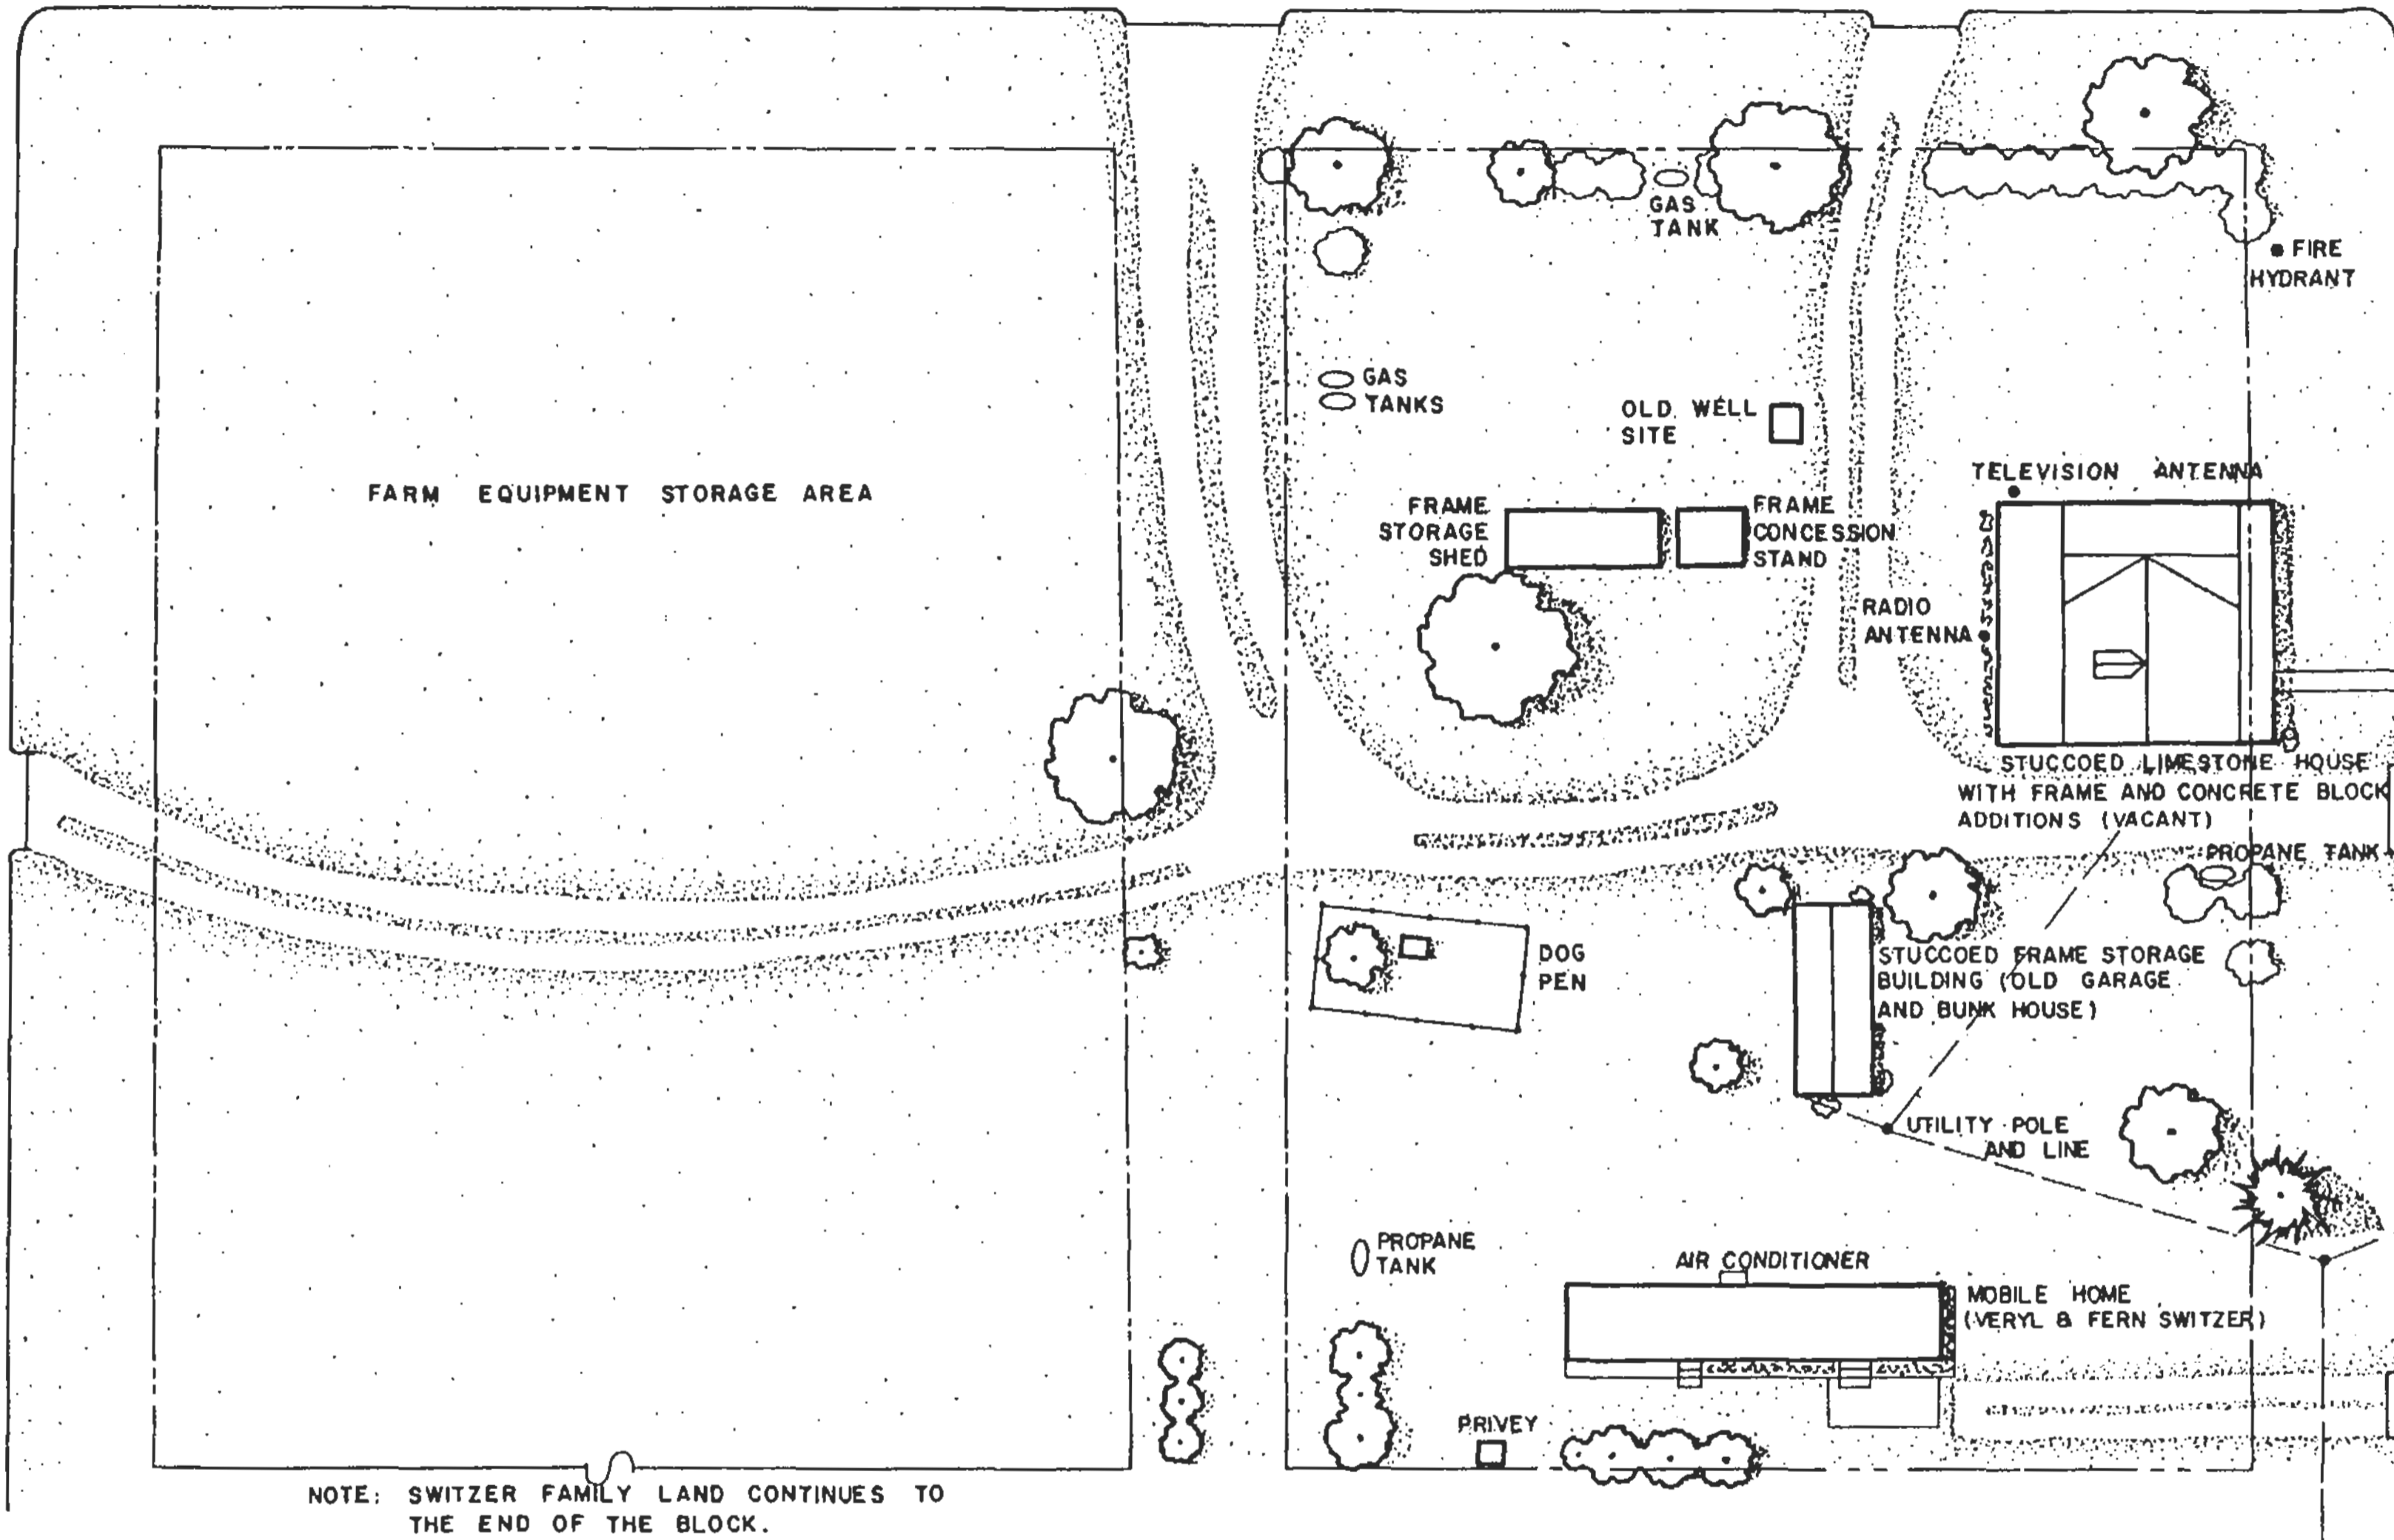 GAS
TANK
FIRE
HYDRANT
GAS
TANKS
OLD WELL
SITE
TELEVISION ANTENNA
FARM EQUIPMENT STORAGE AREA
FRAME
STORAGE
SHED
FRAME
CONCESSION
STAND
RADIO
ANTENNA
STUCCOED LIMESTONE HOUSE
WITH FRAME AND CONCRETE BLOCK
ADDITIONS (VACANT)
PROPANE TANK
DOG
PEN
STUCCOED FRAME STORAGE
BUILDING (OLD GARAGE
AND BUNK HOUSE)
UTILITY POLE
AND LINE
PROPANE
TANK
AIR CONDITIONER
MOBILE HOME
(VERYL & FERN SWITZER)
PRIVEY
NOTE: SWITZER FAMILY LAND CONTINUES TO
THE END OF THE BLOCK.